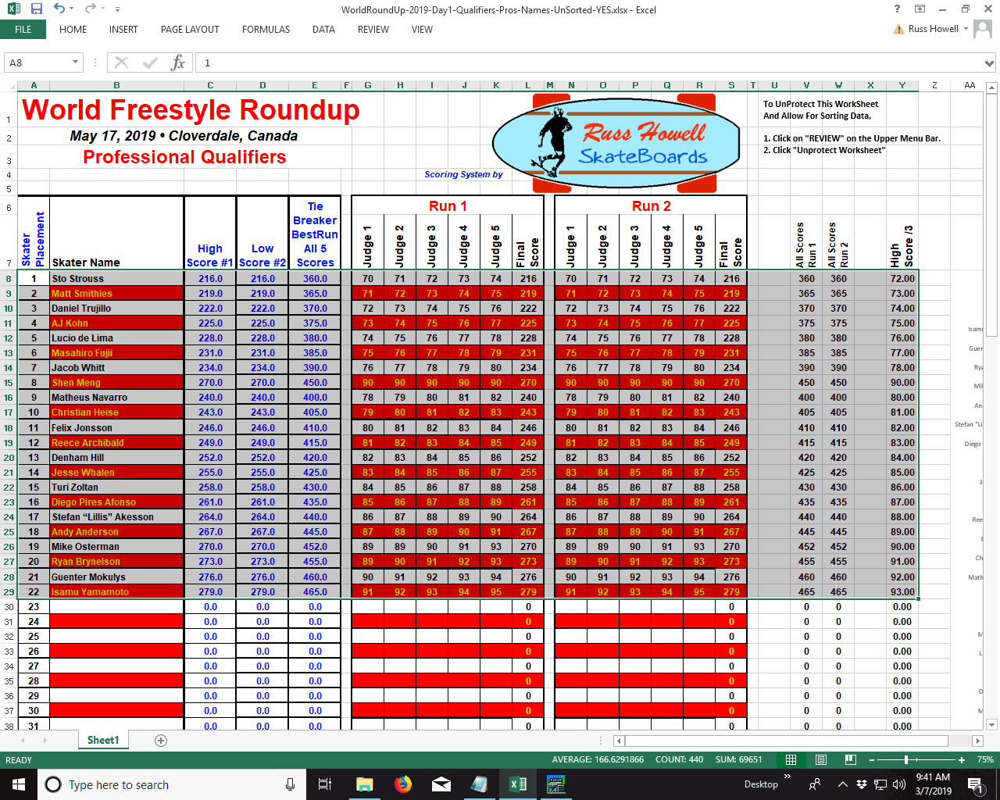 WorldRoundUp-2019-Day1-Qualifiers-Pros-Names-UnSorted-YES.xlsx - Excel
FILE HOME INSERT PAGE LAYOUT FORMULAS DATA REVIEW VIEW Russ Howell
A8 fx 1
A B C D E F G H I J K L M N O P Q R S T U V W X Y Z AA
World Freestyle Roundup
May 17, 2019 • Cloverdale, Canada
Professional Qualifiers
Scoring System by
Russ Howell
SkateBoards
To UnProtect This WorkSheet
And Allow For Sorting Data,
1. Click on "REVIEW" on the Upper Menu Bar.
2. Click "Unprotect Worksheet"
1
2
3
4
5
6 Run 1 Run 2
7 Skater Placement Skater Name High Score #1 Low Score #2 Tie Breaker BestRun All 5 Scores Judge 1 Judge 2 Judge 3 Judge 4 Judge 5 Final Score Judge 1 Judge 2 Judge 3 Judge 4 Judge 5 Final Score All Scores Run 1 All Scores Run 2 High Score /3
8 1 Sto Strouss 216.0 216.0 360.0 70 71 72 73 74 216 70 71 72 73 74 216 360 360 72.00
9 2 Matt Smithies 219.0 219.0 365.0 71 72 73 74 75 219 71 72 73 74 75 219 365 365 73.00
10 3 Daniel Trujillo 222.0 222.0 370.0 72 73 74 75 76 222 72 73 74 75 76 222 370 370 74.00
11 4 AJ Kohn 225.0 225.0 375.0 73 74 75 76 77 225 73 74 75 76 77 225 375 375 75.00
12 5 Lucio de Lima 228.0 228.0 380.0 74 75 76 77 78 228 74 75 76 77 78 228 380 380 76.00
13 6 Masahiro Fujii 231.0 231.0 385.0 75 76 77 78 79 231 75 76 77 78 79 231 385 385 77.00
14 7 Jacob Whitt 234.0 234.0 390.0 76 77 78 79 80 234 76 77 78 79 80 234 390 390 78.00
15 8 Shen Meng 270.0 270.0 450.0 90 90 90 90 90 270 90 90 90 90 90 270 450 450 90.00
16 9 Matheus Navarro 240.0 240.0 400.0 78 79 80 81 82 240 78 79 80 81 82 240 400 400 80.00
17 10 Christian Heise 243.0 243.0 405.0 79 80 81 82 83 243 79 80 81 82 83 243 405 405 81.00
18 11 Felix Jonsson 246.0 246.0 410.0 80 81 82 83 84 246 80 81 82 83 84 246 410 410 82.00
19 12 Reece Archibald 249.0 249.0 415.0 81 82 83 84 85 249 81 82 83 84 85 249 415 415 83.00
20 13 Denham Hill 252.0 252.0 420.0 82 83 84 85 86 252 82 83 84 85 86 252 420 420 84.00
21 14 Jesse Whalen 255.0 255.0 425.0 83 84 85 86 87 255 83 84 85 86 87 255 425 425 85.00
22 15 Turi Zoltan 258.0 258.0 430.0 84 85 86 87 88 258 84 85 86 87 88 258 430 430 86.00
23 16 Diego Pires Afonso 261.0 261.0 435.0 85 86 87 88 89 261 85 86 87 88 89 261 435 435 87.00
24 17 Stefan “Lillis” Akesson 264.0 264.0 440.0 86 87 88 89 90 264 86 87 88 89 90 264 440 440 88.00
25 18 Andy Anderson 267.0 267.0 445.0 87 88 89 90 91 267 87 88 89 90 91 267 445 445 89.00
26 19 Mike Osterman 270.0 270.0 452.0 89 89 90 91 93 270 89 89 90 91 93 270 452 452 90.00
27 20 Ryan Brynelson 273.0 273.0 455.0 89 90 91 92 93 273 89 90 91 92 93 273 455 455 91.00
28 21 Guenter Mokulys 276.0 276.0 460.0 90 91 92 93 94 276 90 91 92 93 94 276 460 460 92.00
29 22 Isamu Yamamoto 279.0 279.0 465.0 91 92 93 94 95 279 91 92 93 94 95 279 465 465 93.00
30 23 0.0 0.0 0.0 0 0 0 0 0.00
31 24 0.0 0.0 0.0 0 0 0 0 0.00
32 25 0.0 0.0 0.0 0 0 0 0 0.00
33 26 0.0 0.0 0.0 0 0 0 0 0.00
34 27 0.0 0.0 0.0 0 0 0 0 0.00
35 28 0.0 0.0 0.0 0 0 0 0 0.00
36 29 0.0 0.0 0.0 0 0 0 0 0.00
37 30 0.0 0.0 0.0 0 0 0 0 0.00
38 31 0.0 0.0 0.0 0 0 0 0 0.00
Stefan “Li
Diego
Sheet1
READY AVERAGE: 166.6291866 COUNT: 440 SUM: 69651 75%
Type here to search Desktop 9:41 AM
3/7/2019 1